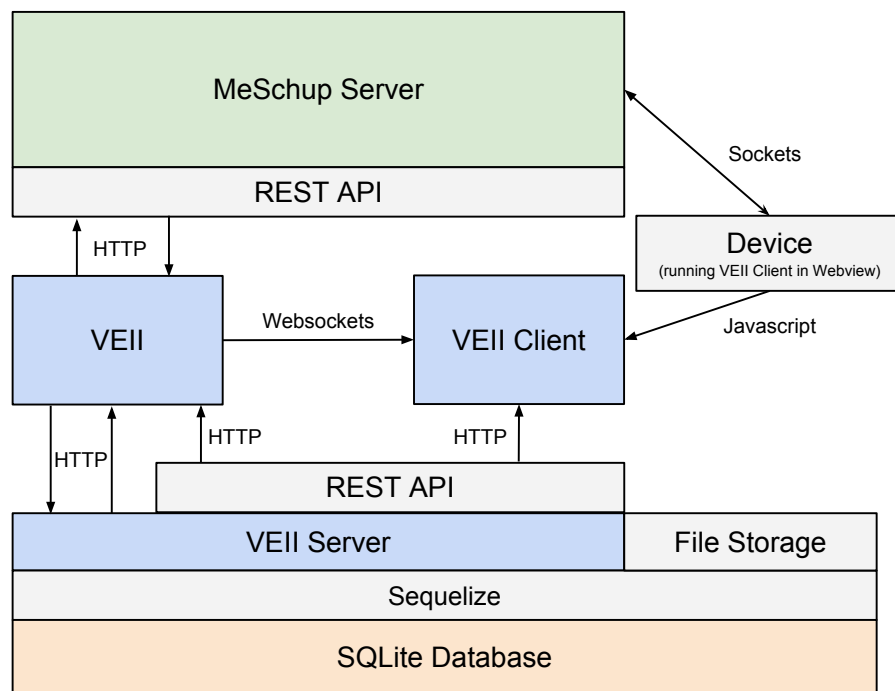 MeSchup Server
Sockets
REST API
HTTP
Device
(running VEII Client in Webview)
VEII
Websockets
VEII Client
Javascript
HTTP
HTTP
HTTP
REST API
VEII Server
File Storage
Sequelize
SQLite Database